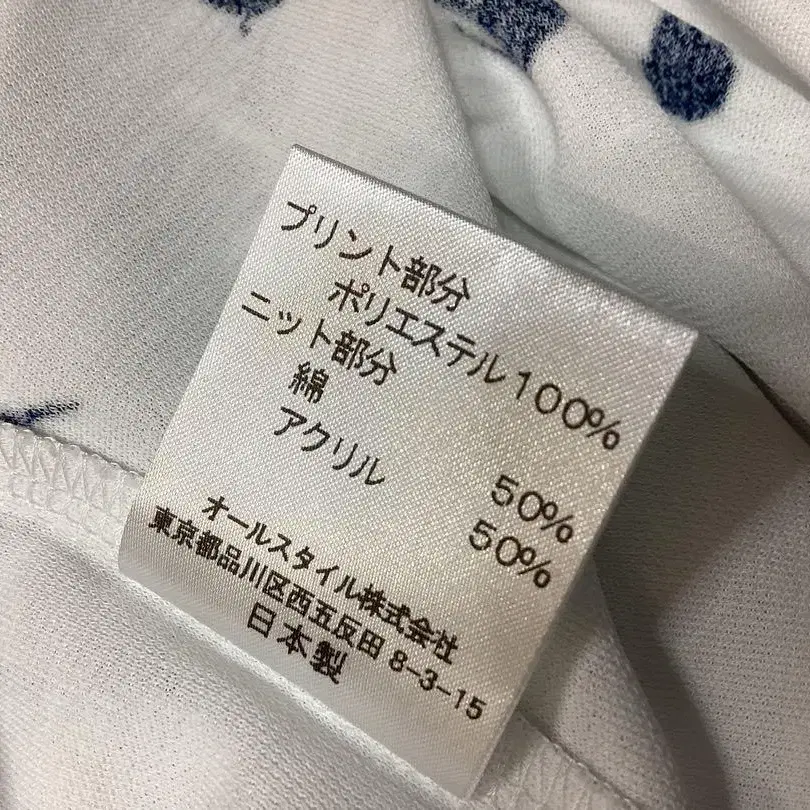 プリント部分
ポリエステル100%
ニット部分
綿 50%
アクリル 50%
オールスタイル株式会社
東京都品川区西五反田 8-3-15
日本製